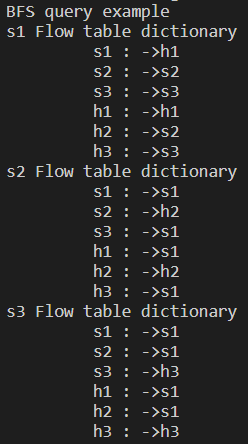 BFS query example
s1 Flow table dictionary
s1 : ->h1
s2 : ->s2
s3 : ->s3
h1 : ->h1
h2 : ->s2
h3 : ->s3
s2 Flow table dictionary
s1 : ->s1
s2 : ->h2
s3 : ->s1
h1 : ->s1
h2 : ->h2
h3 : ->s1
s3 Flow table dictionary
s1 : ->s1
s2 : ->s1
s3 : ->h3
h1 : ->s1
h2 : ->s1
h3 : ->h3